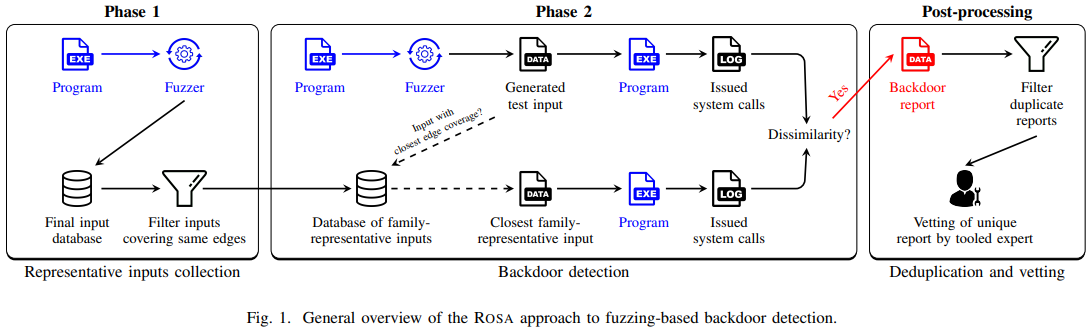 Phase 1
Phase 2
Post-processing
EXE
Program
Fuzzer
Final input
database
Filter inputs
covering same edges
Representative inputs collection
EXE
Program
Fuzzer
DATA
Generated
test input
EXE
Program
LOG
Issued
system calls
Input with
closest edge coverage?
Dissimilarity?
Yes
Database of family-
representative inputs
DATA
Closest family-
representative input
EXE
Program
LOG
Issued
system calls
Backdoor detection
DATA
Backdoor
report
Filter
duplicate
reports
Vetting of unique
report by tooled expert
Deduplication and vetting
Fig. 1. General overview of the ROSA approach to fuzzing-based backdoor detection.